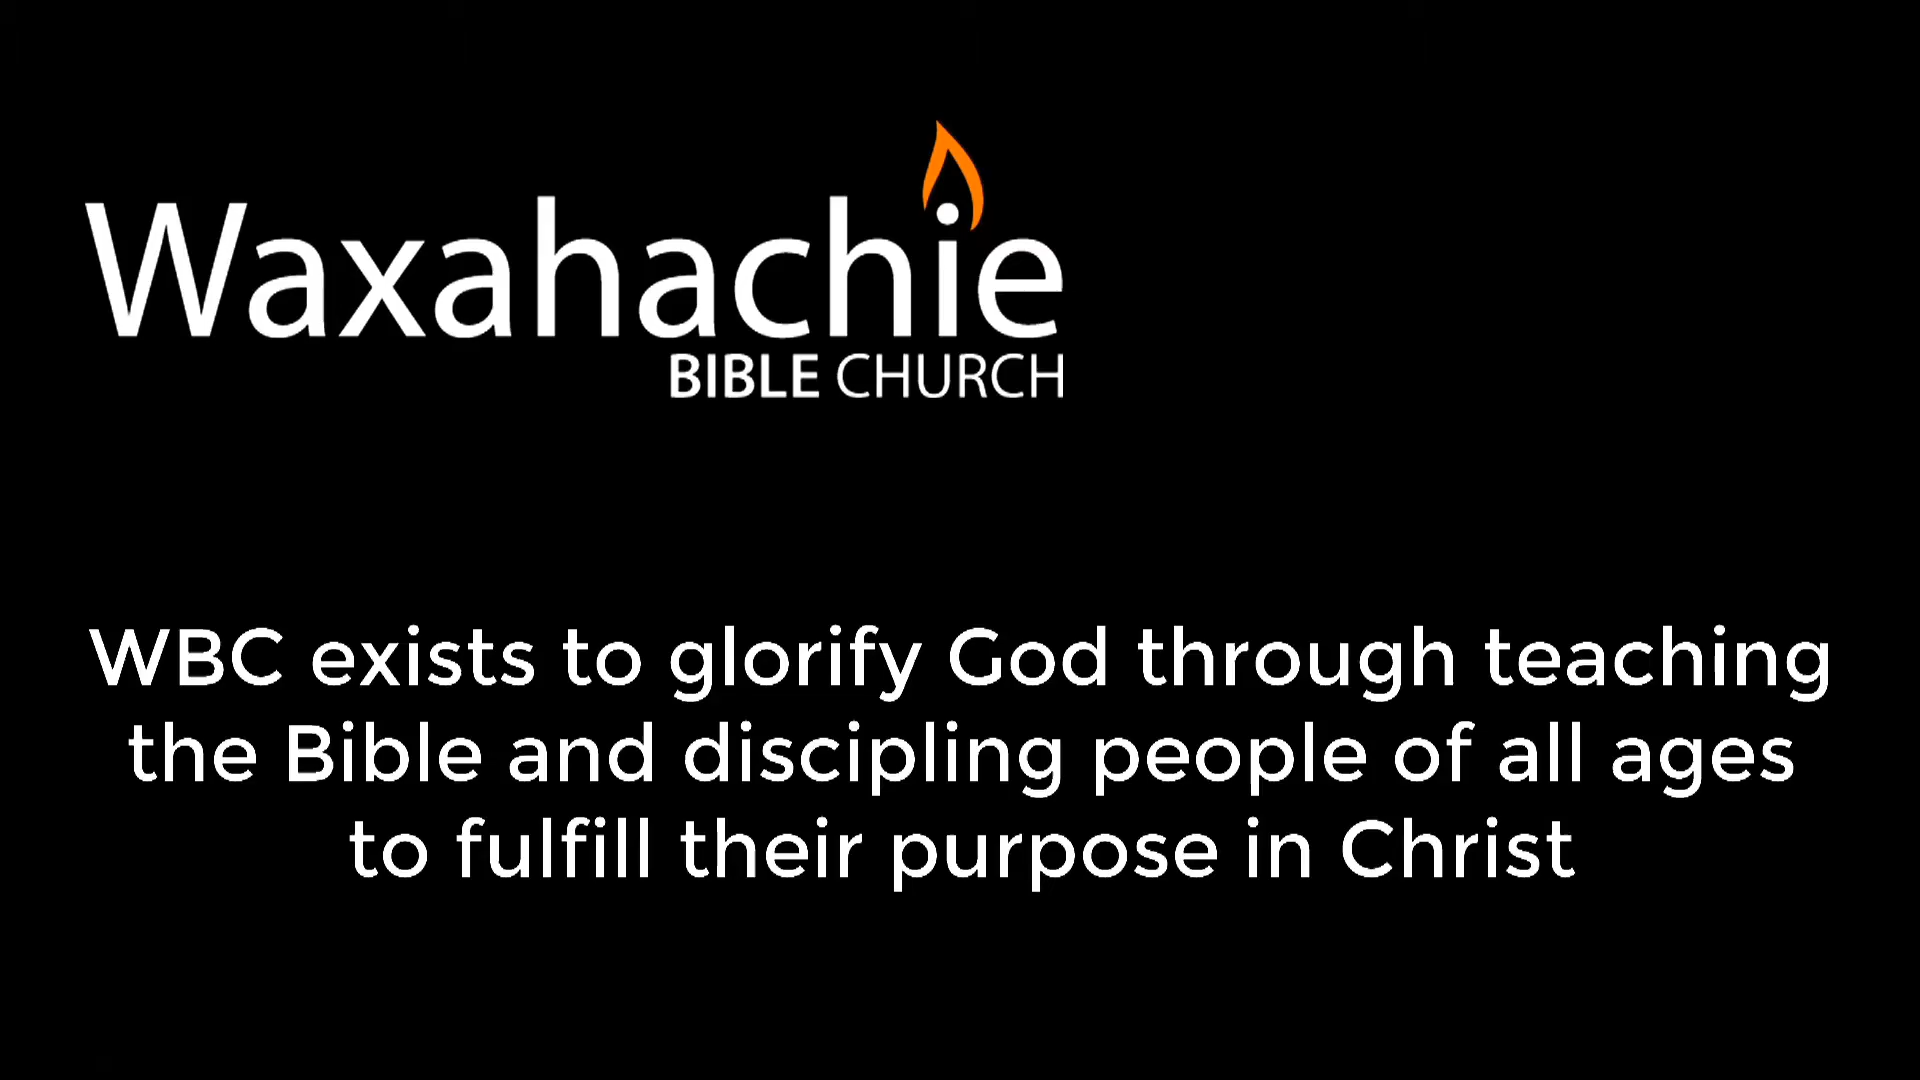 Waxahachie
BIBLE CHURCH
WBC exists to glorify God through teaching
the Bible and discipling people of all ages
to fulfill their purpose in Christ